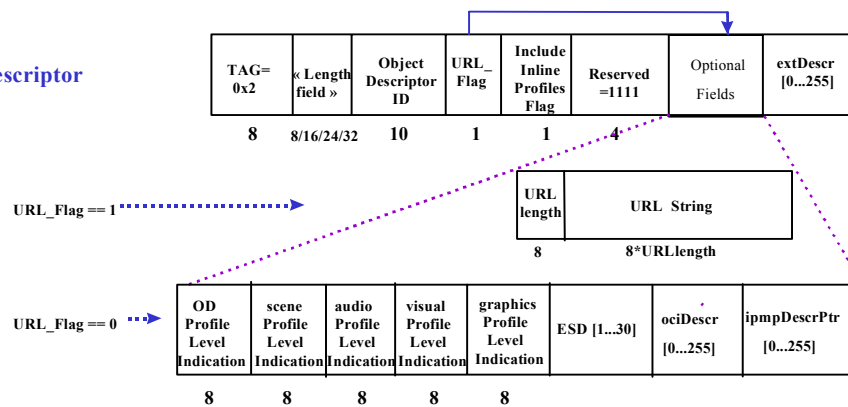 escriptor
TAG=
0x2
« Length
field »
Object
Descriptor
ID
URL_
Flag
Include
Inline
Profiles
Flag
Reserved
=1111
Optional
Fields
extDescr
[0...255]
8
8/16/24/32
10
1
1
4
URL_Flag == 1
URL
length
URL String
8
8*URLlength
URL_Flag == 0
OD
Profile
Level
Indication
scene
Profile
Level
Indication
audio
Profile
Level
Indication
visual
Profile
Level
Indication
graphics
Profile
Level
Indication
ESD [1...30]
ociDescr
[0...255]
ipmpDescrPtr
[0...255]
8
8
8
8
8